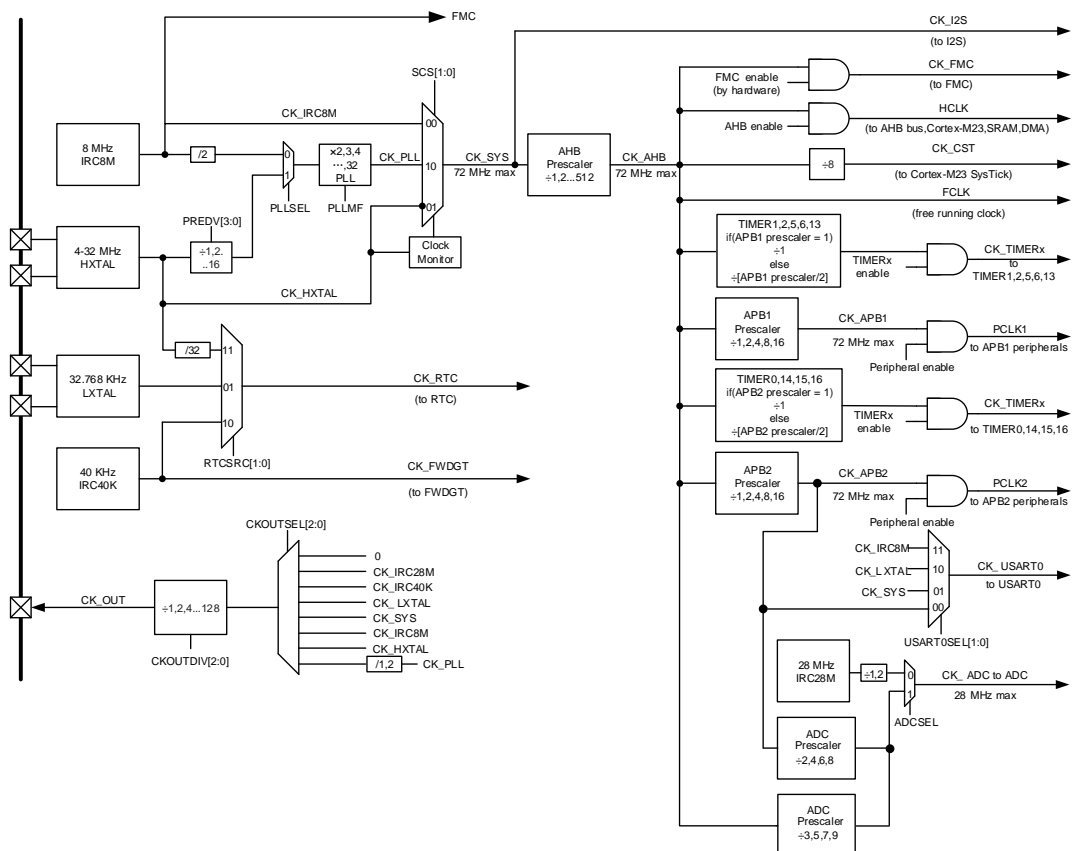 FMC
SCS[1:0]
CK_IRC8M
00
8 MHz
IRC8M
/2
0
1
PLLSEL
×2,3,4
…,32
PLL
PLLMF
CK_PLL
10
01
CK_SYS
72 MHz max
Clock
Monitor
4-32 MHz
HXTAL
PREDV[3:0]
÷1,2.
..16
CK_HXTAL
/32
11
01
10
32.768 KHz
LXTAL
CK_RTC
(to RTC)
RTCSRC[1:0]
40 KHz
IRC40K
CK_FWDGT
(to FWDGT)
CKOUTSEL[2:0]
0
CK_IRC28M
CK_IRC40K
CK_ LXTAL
CK_SYS
CK_IRC8M
CK_HXTAL
/1,2
CK_PLL
CK_OUT
÷1,2,4...128
CKOUTDIV[2:0]
AHB
Prescaler
÷1,2...512
CK_AHB
72 MHz max
CK_I2S
(to I2S)
FMC enable
(by hardware)
CK_FMC
(to FMC)
AHB enable
HCLK
(to AHB bus,Cortex-M23,SRAM,DMA)
÷8
CK_CST
(to Cortex-M23 SysTick)
FCLK
(free running clock)
TIMER1,2,5,6,13
if(APB1 prescaler = 1)
÷1
else
÷[APB1 prescaler/2]
TIMERx
enable
CK_TIMERx
to
TIMER1,2,5,6,13
APB1
Prescaler
÷1,2,4,8,16
CK_APB1
72 MHz max
Peripheral enable
PCLK1
to APB1 peripherals
TIMER0,14,15,16
if(APB2 prescaler = 1)
÷1
else
÷[APB2 prescaler/2]
TIMERx
enable
CK_TIMERx
to TIMER0,14,15,16
APB2
Prescaler
÷1,2,4,8,16
CK_APB2
72 MHz max
Peripheral enable
PCLK2
to APB2 peripherals
CK_IRC8M
11
CK_LXTAL
10
CK_SYS
01
00
CK_USART0
to USART0
USART0SEL[1:0]
28 MHz
IRC28M
÷1,2
0
1
ADCSEL
CK_ ADC to ADC
28 MHz max
ADC
Prescaler
÷2,4,6,8
ADC
Prescaler
÷3,5,7,9